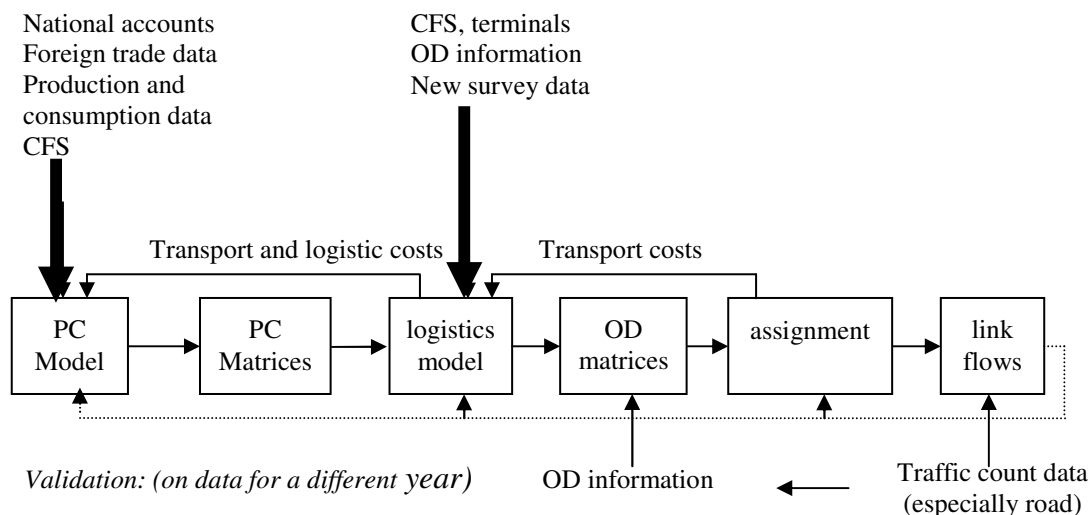 National accounts
Foreign trade data
Production and
consumption data
CFS
CFS, terminals
OD information
New survey data
Transport and logistic costs
Transport costs
PC
Model
PC
Matrices
logistics
model
OD
matrices
assignment
link
flows
Validation: (on data for a different year)
OD information
Traffic count data
(especially road)